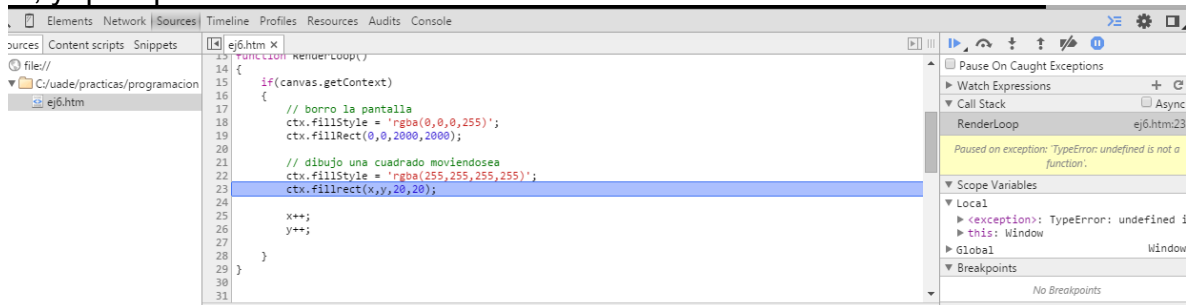 Elements Network Sources Timeline Profiles Resources Audits Console
ources Content scripts Snippets
ej6.htm ×
file://
C:/uade/practicas/programacion
ej6.htm
13 function RenderLoop()
14 {
15 if(canvas.getContext)
16 {
17 // borro la pantalla
18 ctx.fillStyle = 'rgba(0,0,0,255)';
19 ctx.fillRect(0,0,2000,2000);
20
21 // dibujo una cuadrado moviendosea
22 ctx.fillStyle = 'rgba(255,255,255,255)';
23 ctx.fillrect(x,y,20,20);
24
25 x++;
26 y++;
27
28 }
29 }
30
31
Pause On Caught Exceptions
Watch Expressions
Call Stack Async
RenderLoop ej6.htm:23
Paused on exception: 'TypeError: undefined is not a
function'.
Scope Variables
Local
<exception>: TypeError: undefined i
this: Window
Global Window
Breakpoints
No Breakpoints